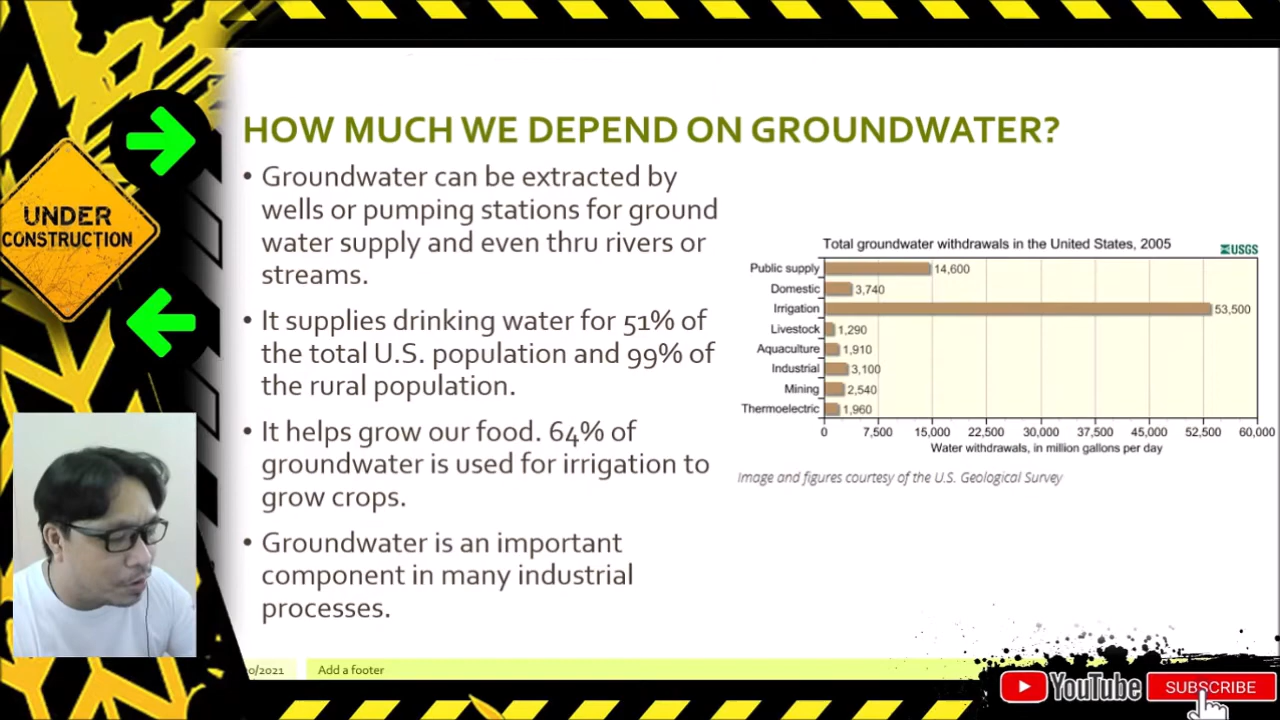 UNDER
CONSTRUCTION
HOW MUCH WE DEPEND ON GROUNDWATER?
• Groundwater can be extracted by
wells or pumping stations for ground
water supply and even thru rivers or
streams.
• It supplies drinking water for 51% of
the total U.S. population and 99% of
the rural population.
• It helps grow our food. 64% of
groundwater is used for irrigation to
grow crops.
• Groundwater is an important
component in many industrial
processes.
Total groundwater withdrawals in the United States, 2005
USGS
Public supply 14,600
Domestic 3,740
Irrigation 53,500
Livestock 1,290
Aquaculture 1,910
Industrial 3,100
Mining 2,540
Thermoelectric 1,960
0 7,500 15,000 22,500 30,000 37,500 45,000 52,500 60,000
Water withdrawals, in million gallons per day
Image and figures courtesy of the U.S. Geological Survey
0/2021
Add a footer
YouTube
SUBSCRIBE